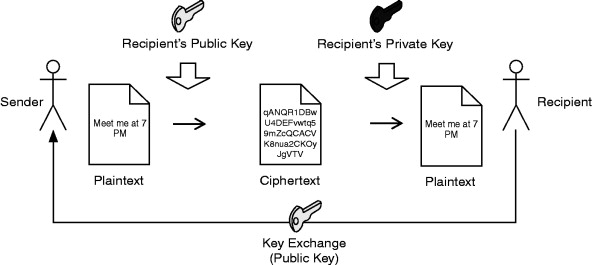 Recipient's Public Key
Recipient's Private Key
Sender
Meet me at 7
PM
Plaintext
qANQR1DBw
U4DEFvwtq5
9mZcQCACV
K8nua2CKOy
JgVTV
Ciphertext
Meet me at 7
PM
Plaintext
Recipient
Key Exchange
(Public Key)